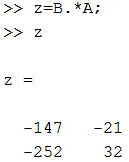 >> z=B.*A;
>> z
z =
-147 -21
-252 32